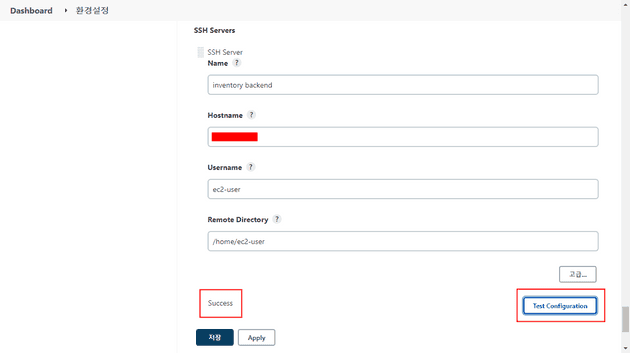 Dashboard > 환경설정
SSH Servers
SSH Server
Name ?
inventory backend
Hostname ?
Username ?
ec2-user
Remote Directory ?
/home/ec2-user
고급...
Success
Test Configuration
저장
Apply